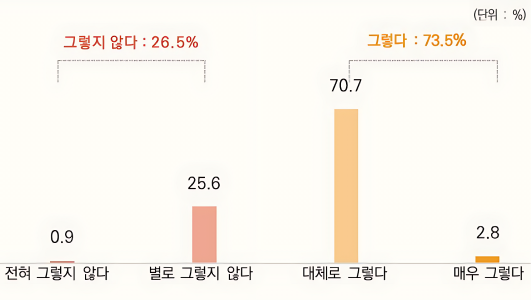 (단위 : %)
그렇지 않다 : 26.5%
그렇다 : 73.5%
70.7
25.6
0.9
2.8
전혀 그렇지 않다
별로 그렇지 않다
대체로 그렇다
매우 그렇다